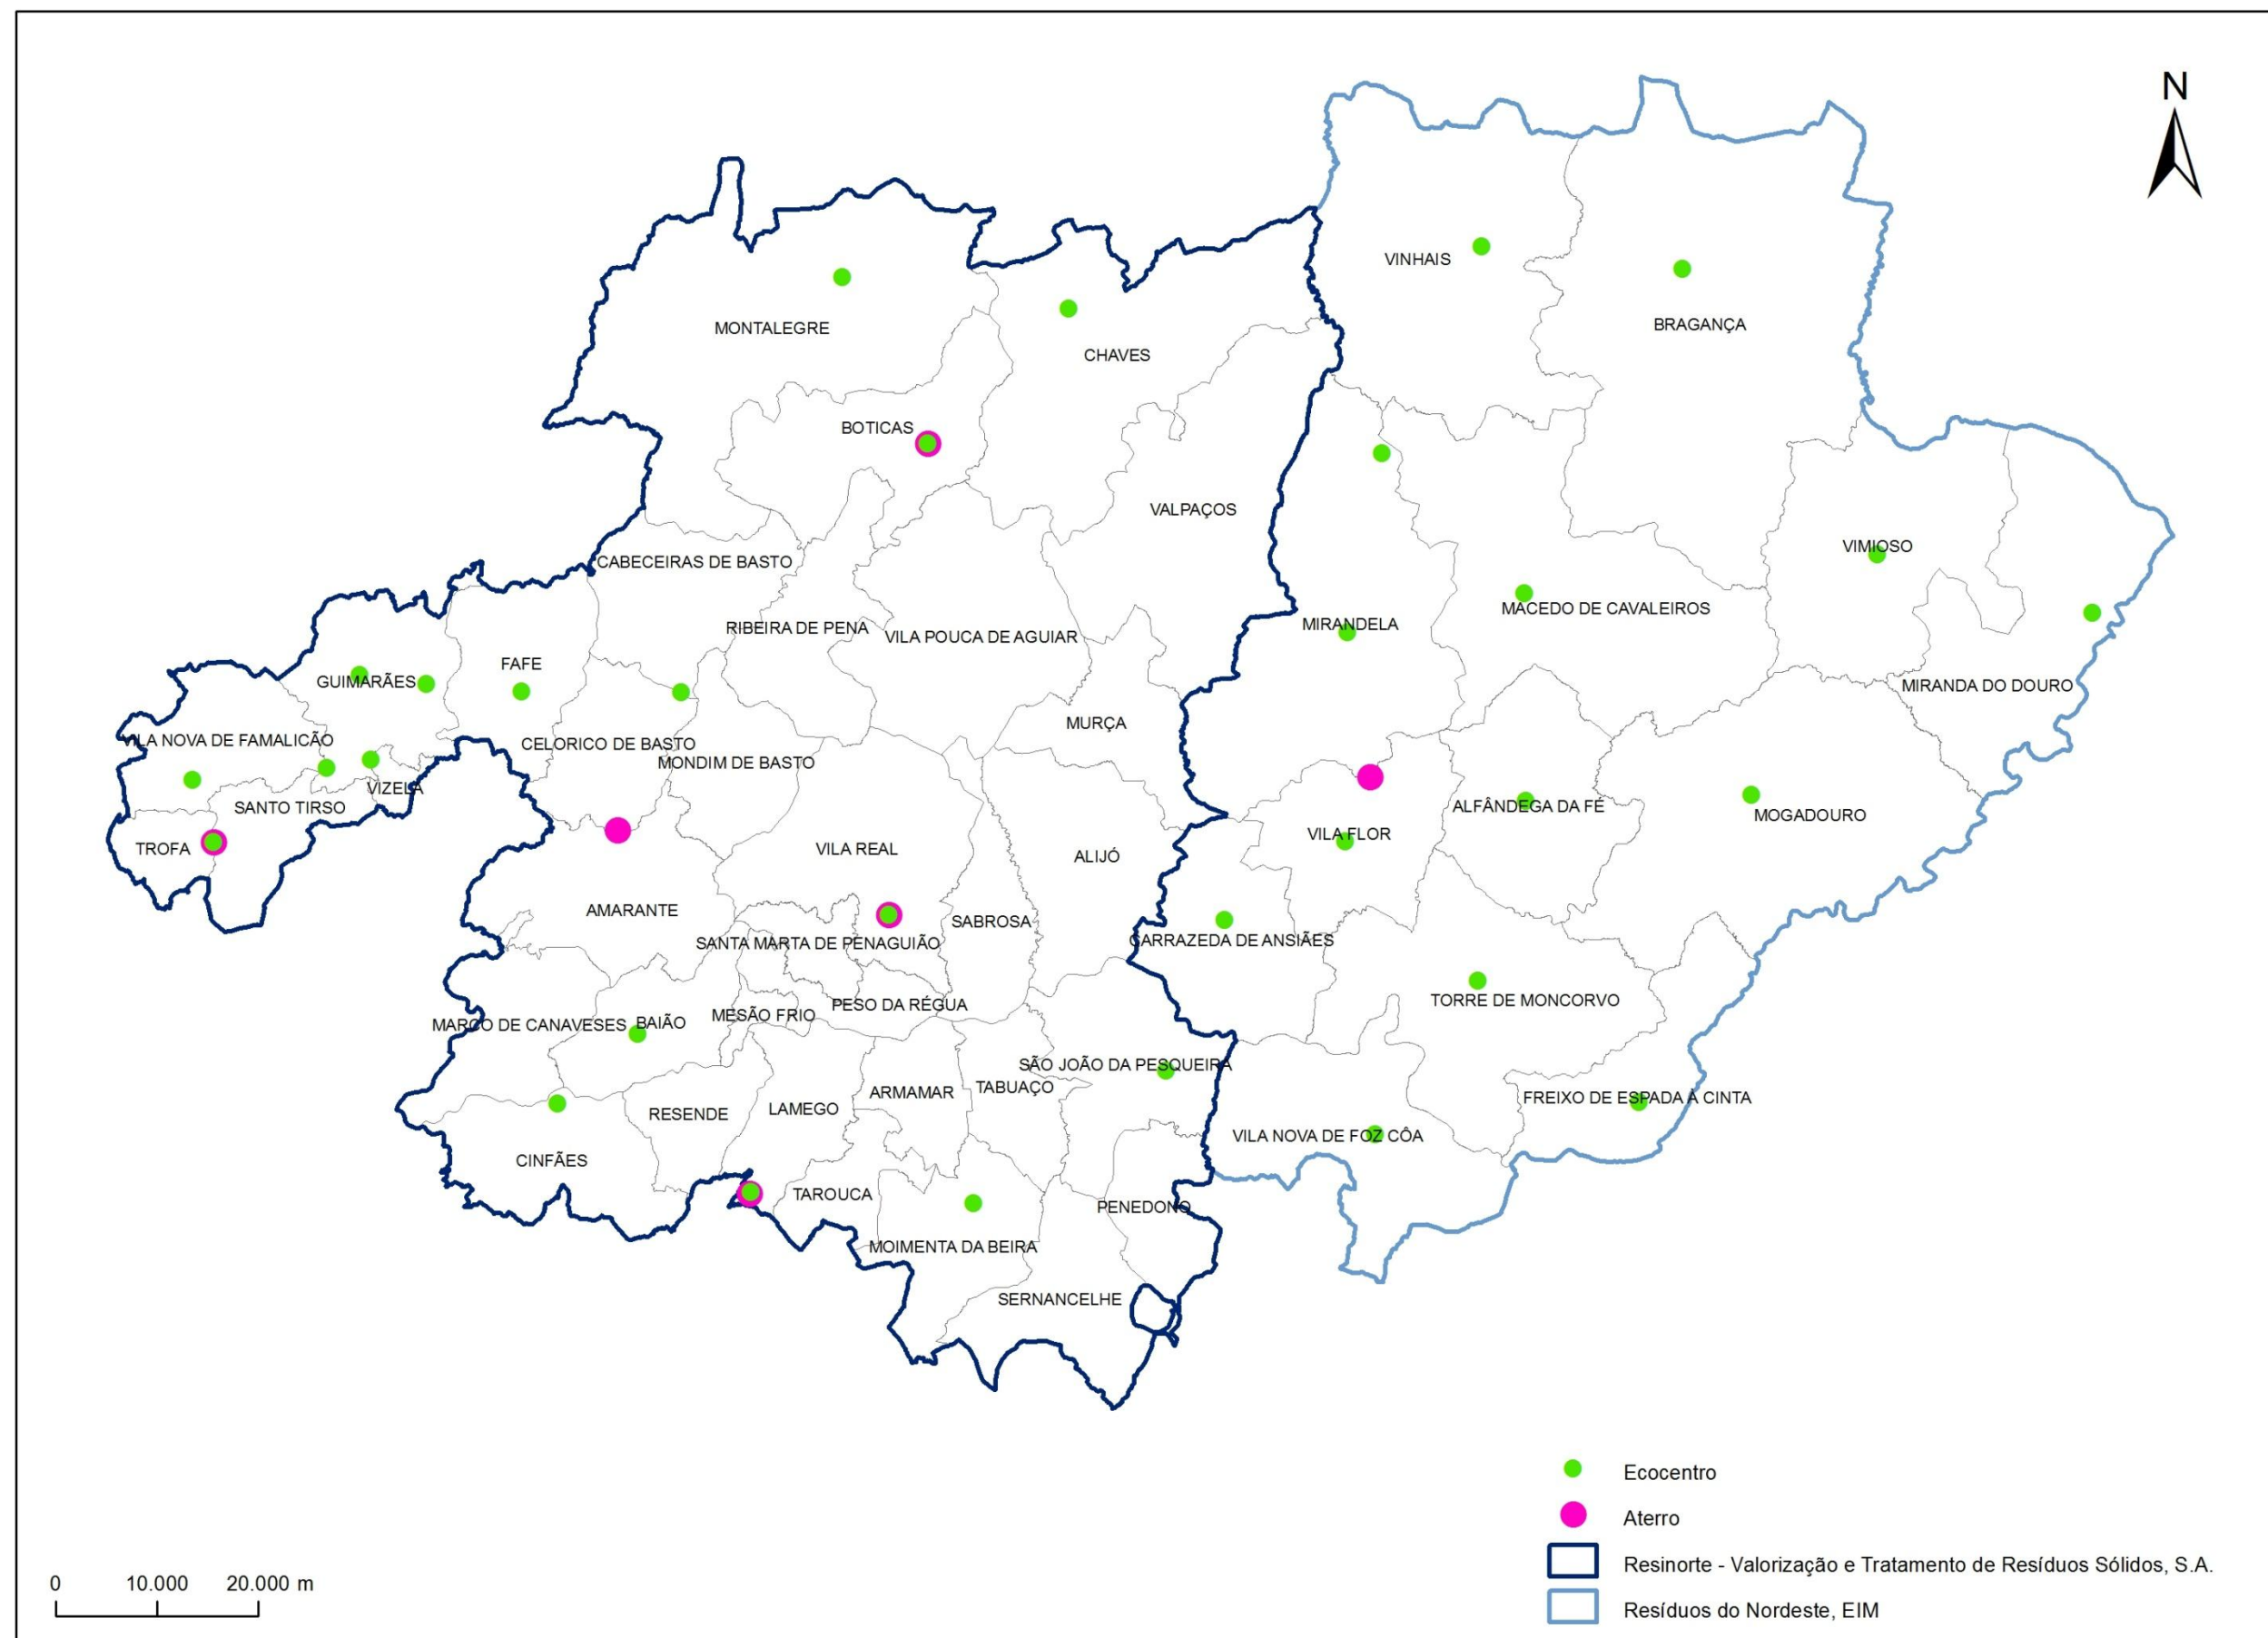 N
VINHAIS
BRAGANÇA
MONTALEGRE
CHAVES
BOTICAS
VALPAÇOS
VIMIOSO
CABECEIRAS DE BASTO
MACEDO DE CAVALEIROS
MIRANDELA
RIBEIRA DE PENA
VILA POUCA DE AGUIAR
FAFE
GUIMARÃES
MIRANDA DO DOURO
MURÇA
VILA NOVA DE FAMALICÃO
CELORICO DE BASTO
MONDIM DE BASTO
VIZELA
SANTO TIRSO
ALFÂNDEGA DA FÉ
MOGADOURO
VILA FLOR
TROFA
VILA REAL
ALIJÓ
AMARANTE
SABROSA
SANTA MARTA DE PENAGUIÃO
CARRAZEDA DE ANSIÃES
TORRE DE MONCORVO
PESO DA RÉGUA
MESÃO FRIO
MARCO DE CANAVESES
BAIÃO
SÃO JOÃO DA PESQUEIRA
TABUAÇO
ARMAMAR
FREIXO DE ESPADA À CINTA
LAMEGO
RESENDE
VILA NOVA DE FOZ CÔA
CINFÃES
TAROUCA
PENEDONO
MOIMENTA DA BEIRA
SERNANCELHE
Ecocentro
Aterro
Resinorte - Valorização e Tratamento de Resíduos Sólidos, S.A.
Resíduos do Nordeste, EIM
0 10.000 20.000 m